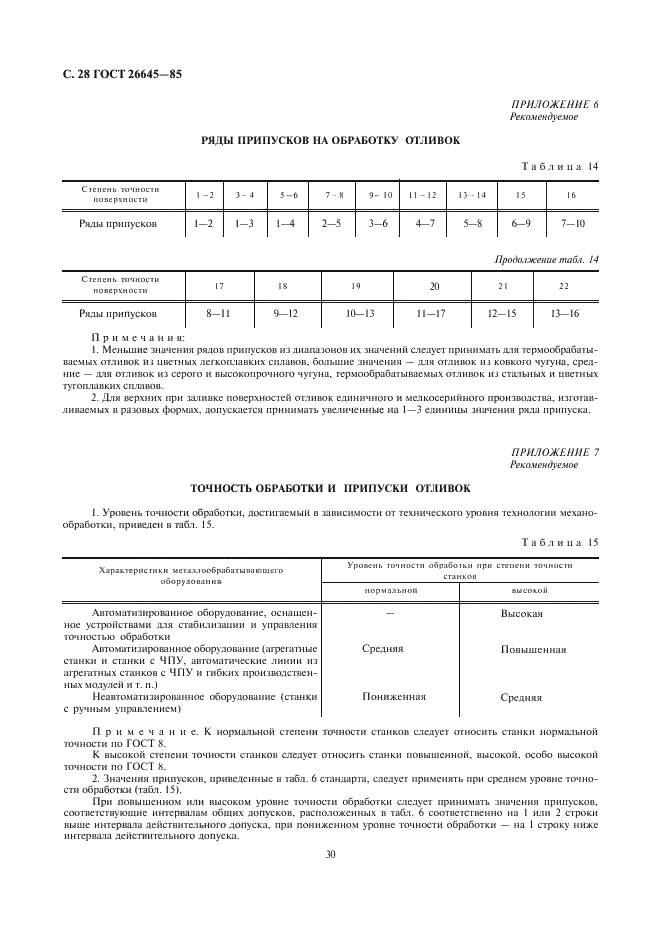 С. 28 ГОСТ 26645—85
ПРИЛОЖЕНИЕ 6
Рекомендуемое
РЯДЫ ПРИПУСКОВ НА ОБРАБОТКУ ОТЛИВОК
Таблица 14
Степень точности поверхности 1—2 3—4 5—6 7-8 9—10 11—12 13—14 15 16
Ряды припусков 1—2 1—3 1—4 2—5 3—6 4—7 5—8 6—9 7—10
Продолжение табл. 14
Степень точности поверхности 17 18 19 20 21 22
Ряды припусков 8—11 9—12 10—13 11—17 12—15 13—16
Примечания:
1. Меньшие значения рядов припусков из диапазонов их значений следует принимать для термообрабаты-
ваемых отливок из цветных легкоплавких сплавов, большие значения — для отливок из ковкого чугуна, сред-
ние — для отливок из серого и высокопрочного чугуна, термообрабатываемых отливок из стальных и цветных
тугоплавких сплавов.
2. Для верхних при заливке поверхностей отливок единичного и мелкосерийного производства, изготав-
ливаемых в разовых формах, допускается принимать увеличенные на 1—3 единицы значения ряда припуска.
ПРИЛОЖЕНИЕ 7
Рекомендуемое
ТОЧНОСТЬ ОБРАБОТКИ И ПРИПУСКИ ОТЛИВОК
1. Уровень точности обработки, достигаемый в зависимости от технического уровня технологии механо-
обработки, приведен в табл. 15.
Таблица 15
Характеристики металлообрабатывающего
оборудования
Уровень точности обработки при степени точности
станков
нормальной высокой
Автоматизированное оборудование, оснащен- — Высокая
ное устройствами для стабилизации и управления
точностью обработки
Автоматизированное оборудование (агрегатные Средняя Повышенная
станки и станки с ЧПУ, автоматические линии из
агрегатных станков с ЧПУ и гибких производствен-
ных модулей и т. п.)
Неавтоматизированное оборудование (станки Пониженная Средняя
с ручным управлением)
Примечание. К нормальной степени точности станков следует относить станки нормальной
точности по ГОСТ 8.
К высокой степени точности станков следует относить станки повышенной, высокой, особо высокой
точности по ГОСТ 8.
2. Значения припусков, приведенные в табл. 6 стандарта, следует применять при среднем уровне точно-
сти обработки (табл. 15).
При повышенном или высоком уровне точности обработки следует принимать значения припусков,
соответствующие интервалам общих допусков, расположенных в табл. 6 соответственно на 1 или 2 строки
выше интервала действительного допуска, при пониженном уровне точности обработки — на 1 строку ниже
интервала действительного допуска.
30